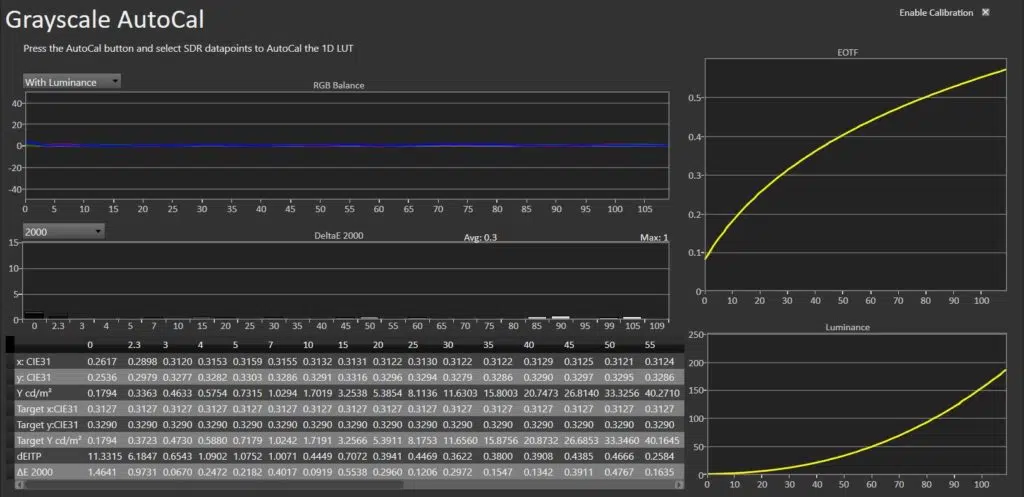 Grayscale AutoCal
Enable Calibration
Press the AutoCal button and select SDR datapoints to AutoCal the 1D LUT
With Luminance
RGB Balance
40
20
0
-20
-40
0 5 10 15 20 25 30 35 40 45 50 55 60 65 70 75 80 85 90 95 100 105
2000
DeltaE 2000
Avg: 0.3
Max: 1
15
10
5
0
0 2.3 3 4 5 7 10 15 20 25 30 35 40 45 50 55 60 65 70 75 80 85 90 95 99 105 109
0 2.3 3 4 5 7 10 15 20 25 30 35 40 45 50 55
x: CIE31 0.2617 0.2898 0.3120 0.3153 0.3159 0.3155 0.3132 0.3131 0.3122 0.3130 0.3122 0.3122 0.3129 0.3125 0.3121 0.3124
y: CIE31 0.2536 0.2979 0.3277 0.3282 0.3303 0.3286 0.3291 0.3316 0.3296 0.3294 0.3279 0.3286 0.3290 0.3297 0.3295 0.3286
Y cd/m² 0.1794 0.3363 0.4633 0.5754 0.7315 1.0294 1.7019 3.2538 5.3854 8.1136 11.6303 15.8003 20.7473 26.8140 33.3256 40.2710
Target x:CIE31 0.3127 0.3127 0.3127 0.3127 0.3127 0.3127 0.3127 0.3127 0.3127 0.3127 0.3127 0.3127 0.3127 0.3127 0.3127 0.3127
Target y:CIE31 0.3290 0.3290 0.3290 0.3290 0.3290 0.3290 0.3290 0.3290 0.3290 0.3290 0.3290 0.3290 0.3290 0.3290 0.3290 0.3290
Target Y cd/m² 0.1794 0.3723 0.4730 0.5880 0.7179 1.0242 1.7191 3.2566 5.3911 8.1753 11.6560 15.8756 20.8732 26.6853 33.3460 40.1645
dEITP 11.3315 6.1847 0.6543 1.0902 1.0752 1.0071 0.4449 0.7072 0.3941 0.4469 0.3622 0.3800 0.3908 0.4385 0.4666 0.2584
ΔE 2000 1.4641 0.9731 0.0670 0.2472 0.2182 0.4017 0.0919 0.5538 0.2960 0.1206 0.2972 0.1547 0.1342 0.3911 0.4767 0.1635
EOTF
0.5
0.4
0.3
0.2
0.1
0
0 10 20 30 40 50 60 70 80 90 100
Luminance
250
200
150
100
50
0
0 10 20 30 40 50 60 70 80 90 100